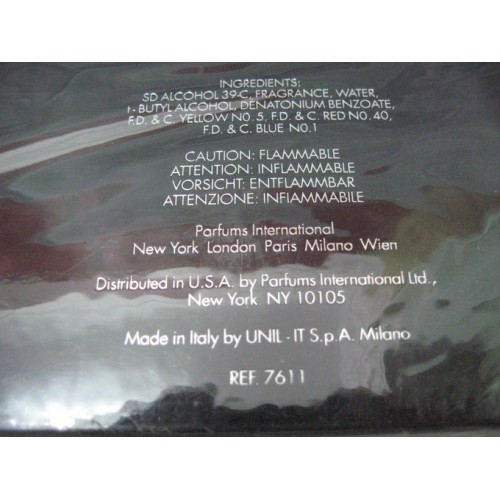 INGREDIENTS:
SD ALCOHOL 39-C, FRAGRANCE, WATER,
t-BUTYL ALCOHOL, DENATONIUM BENZOATE,
F.D. & C. YELLOW NO. 5, F.D. & C. RED NO. 40,
F.D. & C. BLUE NO. 1
CAUTION: FLAMMABLE
ATTENTION: INFLAMMABLE
VORSICHT: ENTFLAMMBAR
ATTENZIONE: INFIAMMABILE
Parfums International
New York London Paris Milano Wien
Distributed in U.S.A. by Parfums International Ltd.,
New York NY 10105
Made in Italy by UNIL - IT S.p.A. Milano
REF. 7611